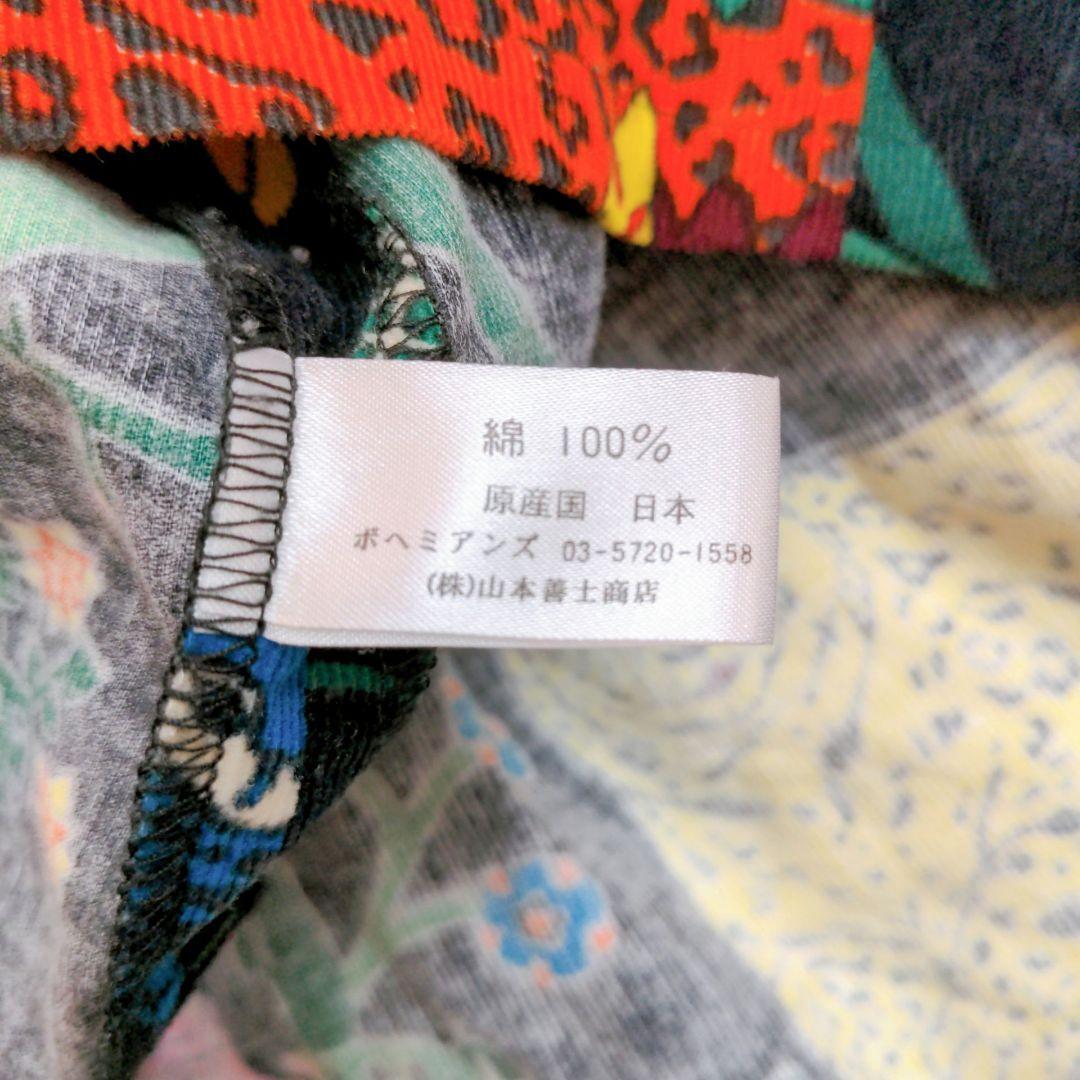 綿 100%
原産国 日本
ボヘミアンズ 03-5720-1558
(株)山本善士商店